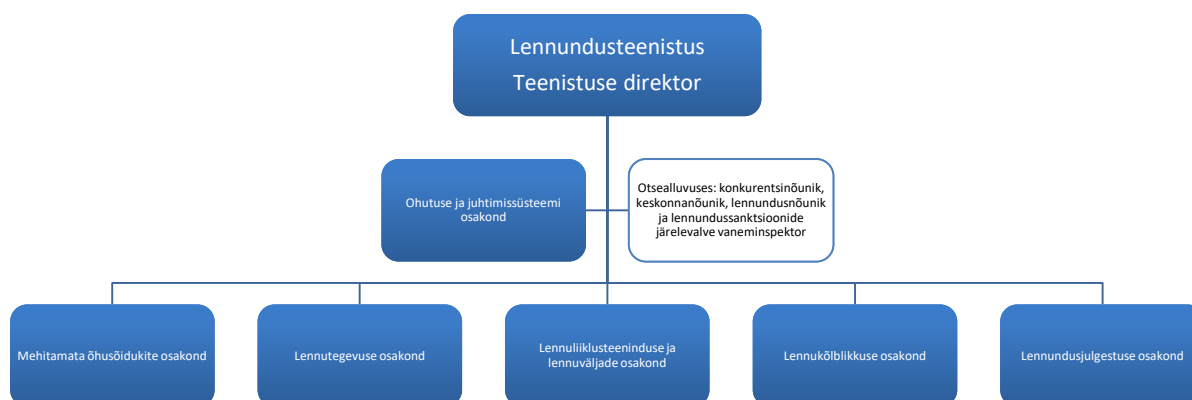 Lennundusteenistus
Teenistuse direktor
Ohutuse ja juhtimissüsteemi
osakond
Otsealluvuses: konkurentsinõunik,
keskonnanõunik, lennundusnõunik
ja lennundussanktsioonide
järelevalve vaneminspektor
Mehitamata õhusõidukite osakond
Lennutegevuse osakond
Lennuliiklusteeninduse ja
lennuväljade osakond
Lennukõlblikkuse osakond
Lennundusjulgestuse osakond